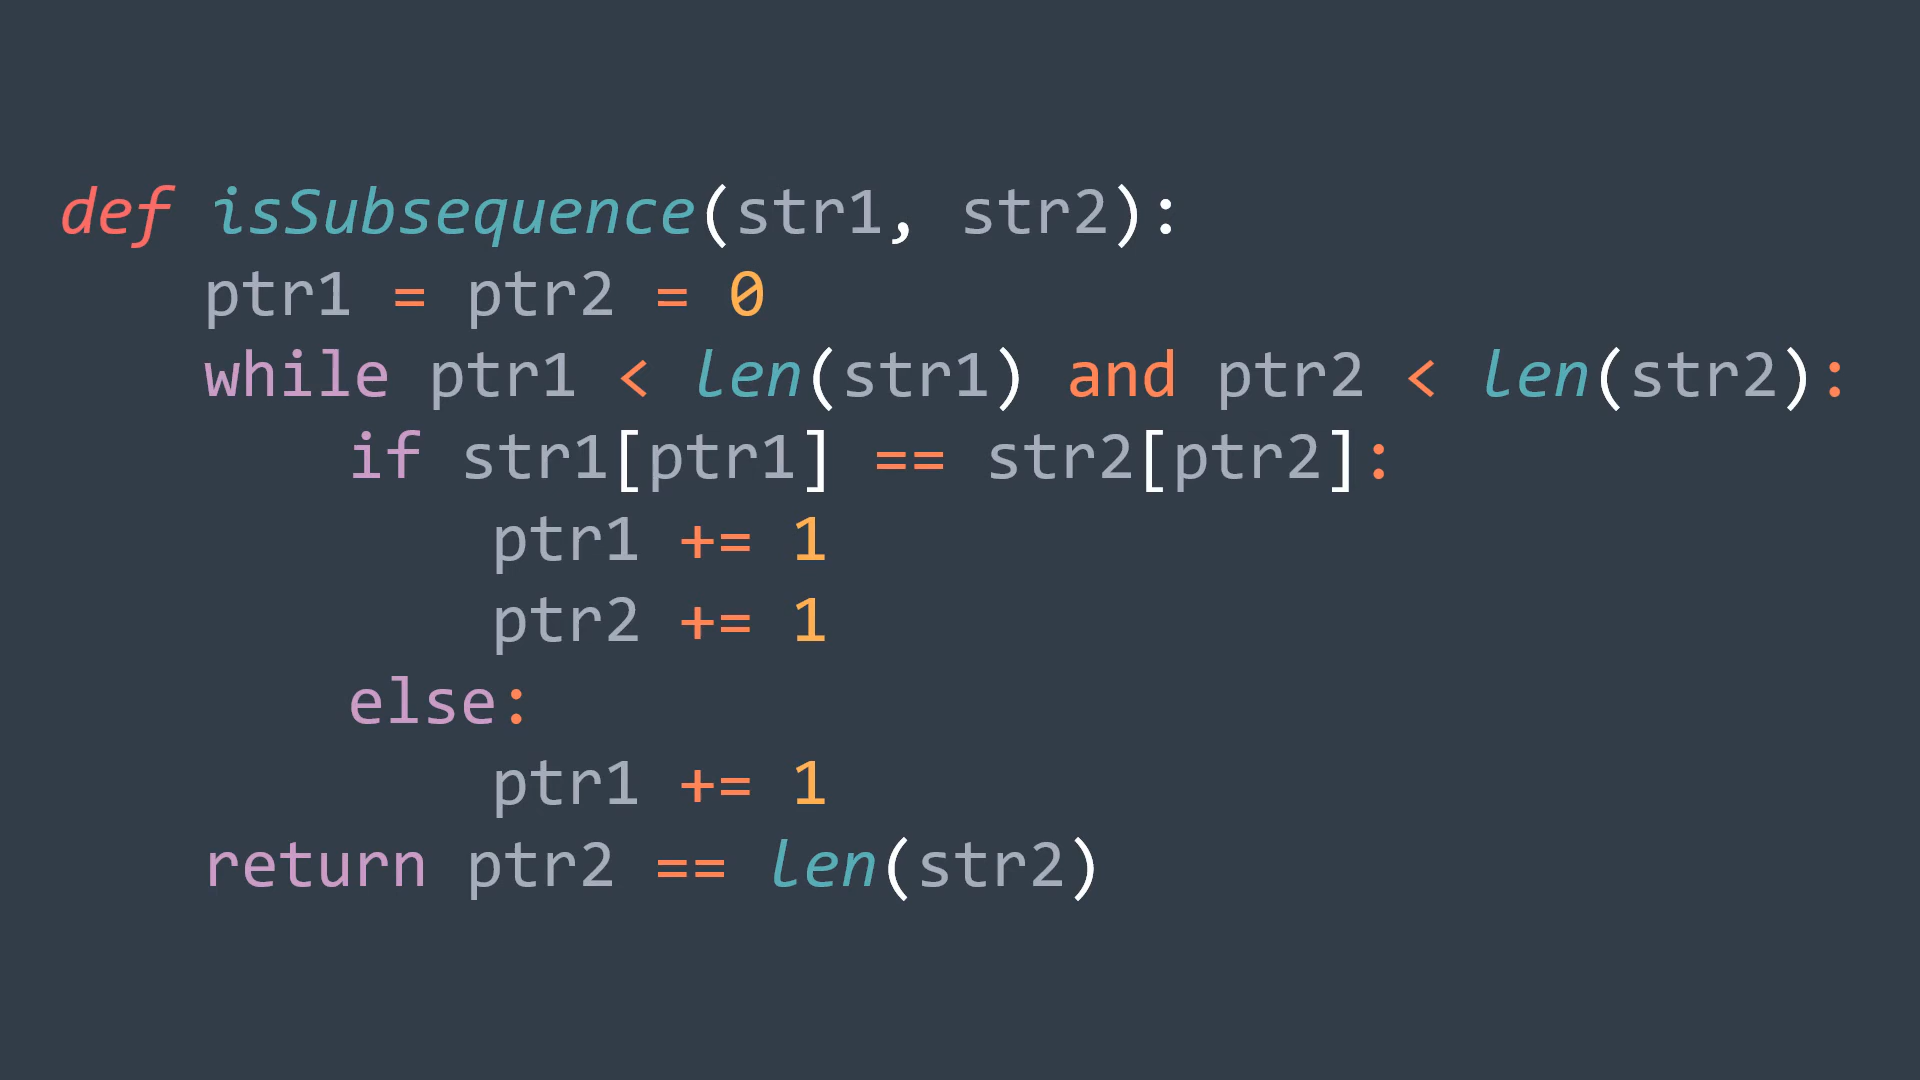 def isSubsequence(str1, str2):
    ptr1 = ptr2 = 0
    while ptr1 < len(str1) and ptr2 < len(str2):
        if str1[ptr1] == str2[ptr2]:
            ptr1 += 1
            ptr2 += 1
        else:
            ptr1 += 1
    return ptr2 == len(str2)